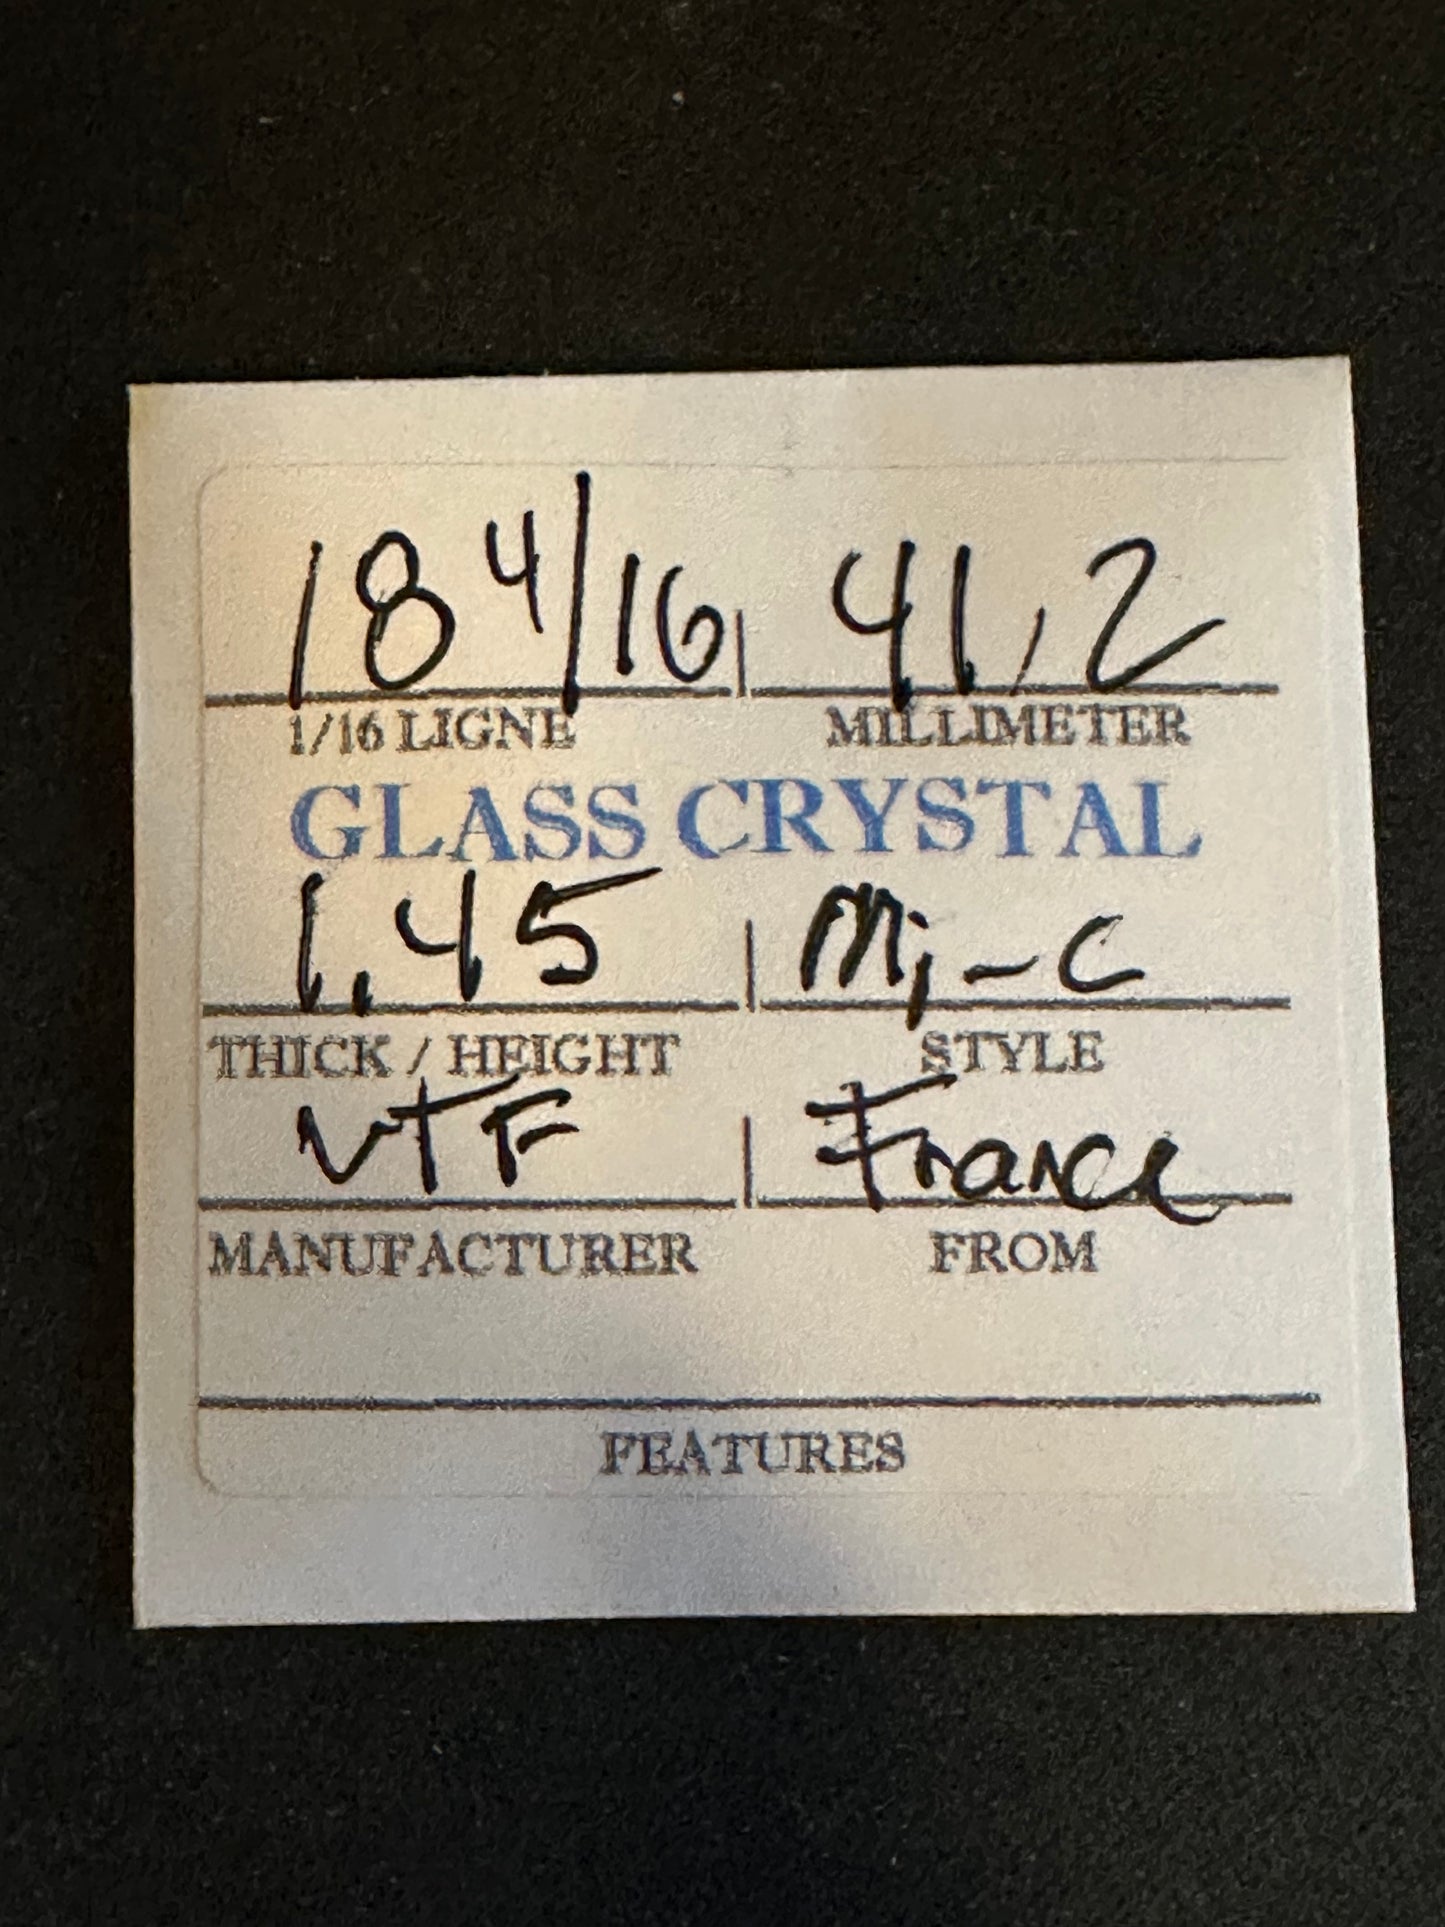 18 4/16 41,2
1/16 LIGNE MILLIMETER
GLASS CRYSTAL
1.45 Mi-C
THICK / HEIGHT STYLE
VTF France
MANUFACTURER FROM
FEATURES